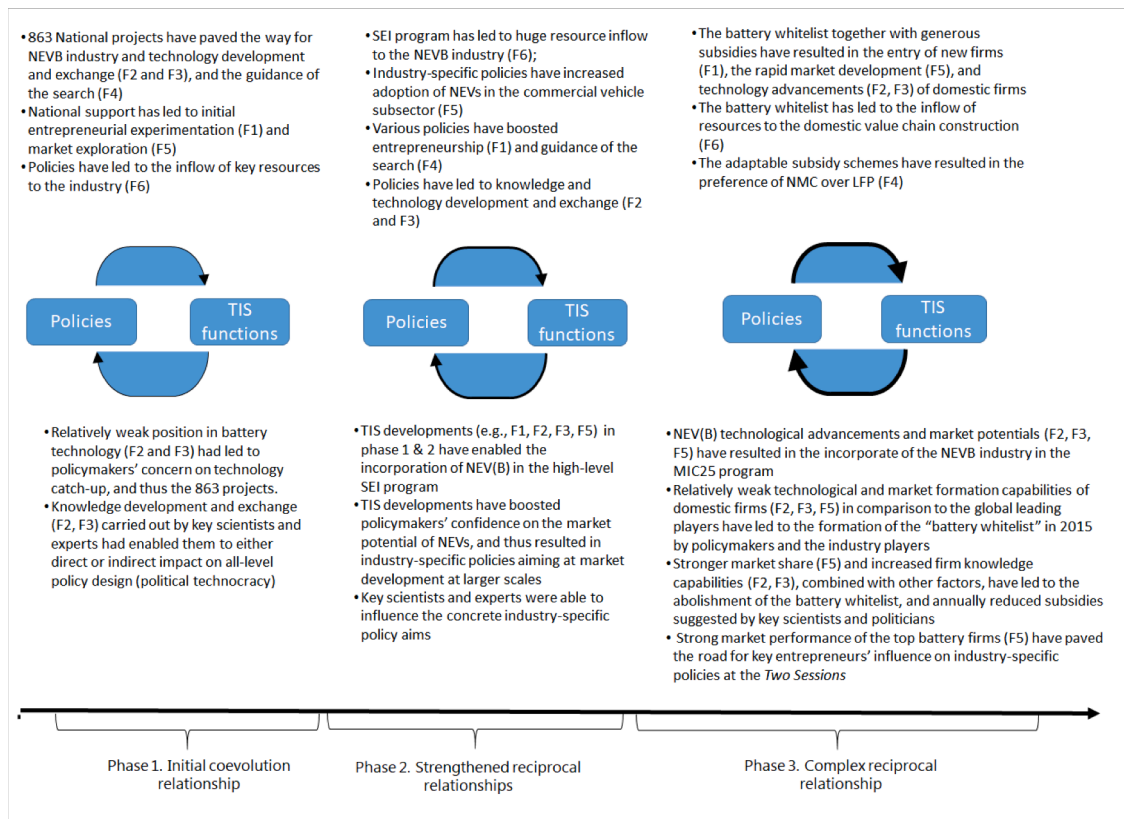 •863 National projects have paved the way for
NEVB industry and technology development
and exchange (F2 and F3), and the guidance of
the search (F4)
•National support has led to initial
entrepreneurial experimentation (F1) and
market exploration (F5)
•Policies have led to the inflow of key resources
to the industry (F6)
•SEI program has led to huge resource inflow
to the NEVB industry (F6);
•Industry-specific policies have increased
adoption of NEVs in the commercial vehicle
subsector (F5)
•Various policies have boosted
entrepreneurship (F1) and guidance of the
search (F4)
•Policies have led to knowledge and
technology development and exchange (F2
and F3)
•The battery whitelist together with generous
subsidies have resulted in the entry of new firms
(F1), the rapid market development (F5), and
technology advancements (F2, F3) of domestic firms
•The battery whitelist has led to the inflow of
resources to the domestic value chain construction
(F6)
•The adaptable subsidy schemes have resulted in the
preference of NMC over LFP (F4)
Policies
TIS
functions
Policies
TIS
functions
Policies
TIS
functions
•Relatively weak position in battery
technology (F2 and F3) had led to
policymakers' concern on technology
catch-up, and thus the 863 projects.
•Knowledge development and exchange
(F2, F3) carried out by key scientists and
experts had enabled them to either
direct or indirect impact on all-level
policy design (political technocracy)
•TIS developments (e.g., F1, F2, F3, F5) in
phase 1 & 2 have enabled the
incorporation of NEV(B) in the high-level
SEI program
•TIS developments have boosted
policymakers' confidence on the market
potential of NEVs, and thus resulted in
industry-specific policies aiming at market
development at larger scales
•Key scientists and experts were able to
influence the concrete industry-specific
policy aims
•NEV(B) technological advancements and market potentials (F2, F3,
F5) have resulted in the incorporate of the NEVB industry in the
MIC25 program
•Relatively weak technological and market formation capabilities of
domestic firms (F2, F3, F5) in comparison to the global leading
players have led to the formation of the “battery whitelist” in 2015
by policymakers and the industry players
•Stronger market share (F5) and increased firm knowledge
capabilities (F2, F3), combined with other factors, have led to the
abolishment of the battery whitelist, and annually reduced subsidies
suggested by key scientists and politicians
• Strong market performance of the top battery firms (F5) have paved
the road for key entrepreneurs' influence on industry-specific
policies at the Two Sessions
Phase 1. Initial coevolution
relationship
Phase 2. Strengthened reciprocal
relationships
Phase 3. Complex reciprocal
relationship